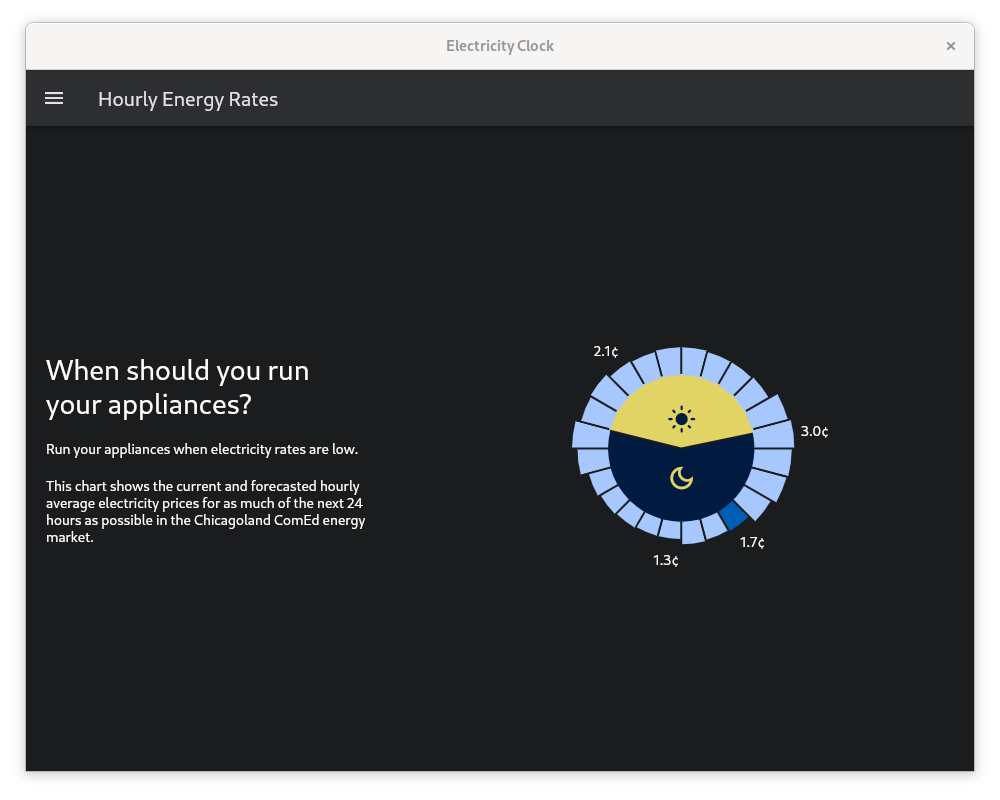 Electricity Clock
Hourly Energy Rates
When should you run
your appliances?
Run your appliances when electricity rates are low.
This chart shows the current and forecasted hourly
average electricity prices for as much of the next 24
hours as possible in the Chicagoland ComEd energy
market.
2.1¢
3.0¢
1.7¢
1.3¢